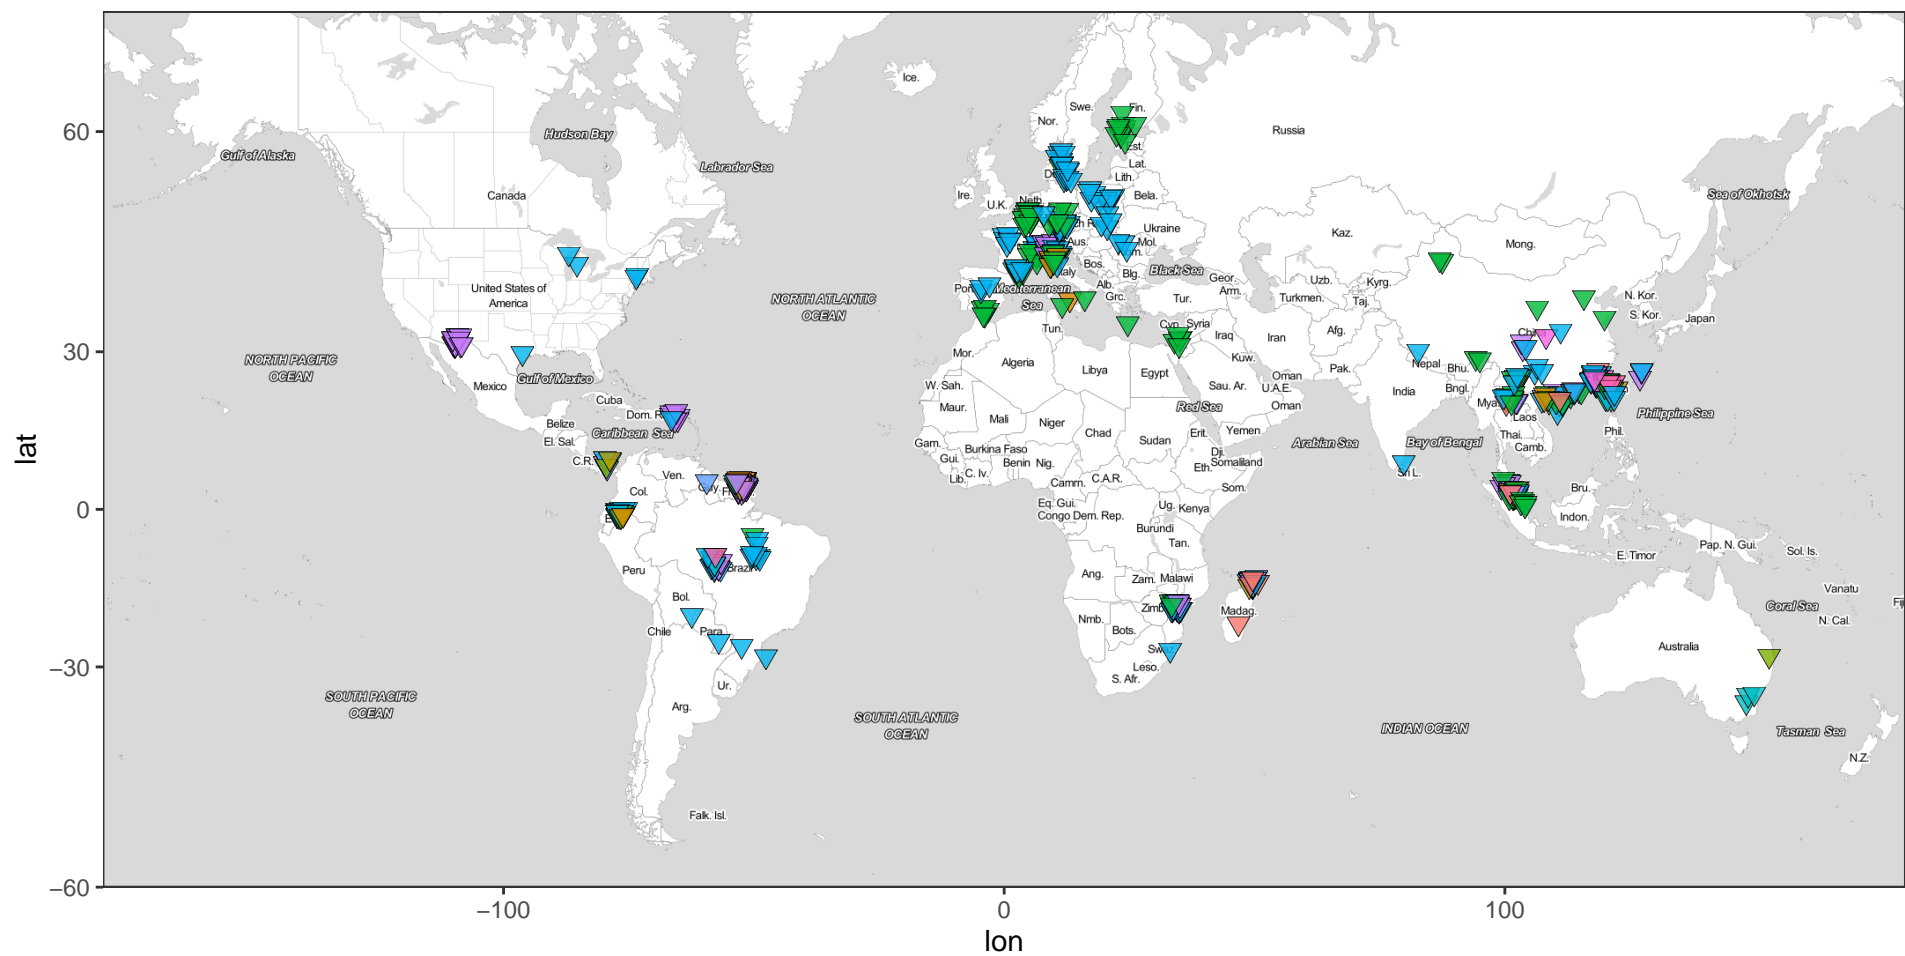 Ice.
Swe.
Fin.
60
Nor.
Russia
Hudson Bay
Gulf of Alaska
Est.
Labrador Sea
Lat.
Lith.
Sea of Okhotsk
Canada
Ire.
Bela.
U.K.
Neth.
Ukraine
Kaz.
Aus.
Mol.
Mong.
Bos.
Black Sea
Blg.
Geor.
Uzb.
Kyrg.
United States of
America
Alb.
Arm.
Mediterranean
Sea
Grc.
Tur.
Turkmen.
Taj.
N. Kor.
S. Kor.
Japan
NORTH ATLANTIC
OCEAN
Tun.
Cyp.
Syria
Iraq
Iran
Afg.
30
Mor.
Algeria
Libya
Egypt
Kuw.
Pak.
Nepal
Bhu.
NORTH PACIFIC
OCEAN
Gulf of Mexico
Mexico
W. Sah.
Sau. Ar.
Oman
U.A.E.
India
Bngl.
Cuba
Maur.
Red Sea
Oman
Mya.
Laos
Philippine Sea
Dom. R.
Belize
Mali
Niger
Chad
Sudan
Erit.
Yemen
Arabian Sea
Bay of Bengal
Thai.
Phil.
El. Sal.
Caribbean Sea
Gam.
Burkina Faso
Dji.
Camb.
C.R.
Gui.
Benin
Nig.
Eth.
Somaliland
Lib.
C. Iv.
Camrn.
C.A.R.
Ven.
Col.
Som.
Bru.
lat
0
Eq. Gui.
Ug.
Kenya
Indon.
Congo
Dem. Rep.
Burundi
Tan.
E. Timor
Pap. N. Gui.
Sol. Is.
Peru
Brazil
Ang.
Zam.
Malawi
Vanatu
Bol.
Madag.
Coral Sea
Fij
Nmb.
N. Cal.
Chile
Para.
Bots.
Australia
−30
Leso.
S. Afr.
Ur.
SOUTH PACIFIC
OCEAN
Arg.
SOUTH ATLANTIC
OCEAN
INDIAN OCEAN
Tasman Sea
N.Z.
Falk. Isl.
−60
−100
0
100
lon